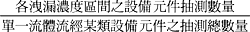 各洩漏濃度區間之設備元件抽測數量
單一流體流經某類設備元件之抽測總數量